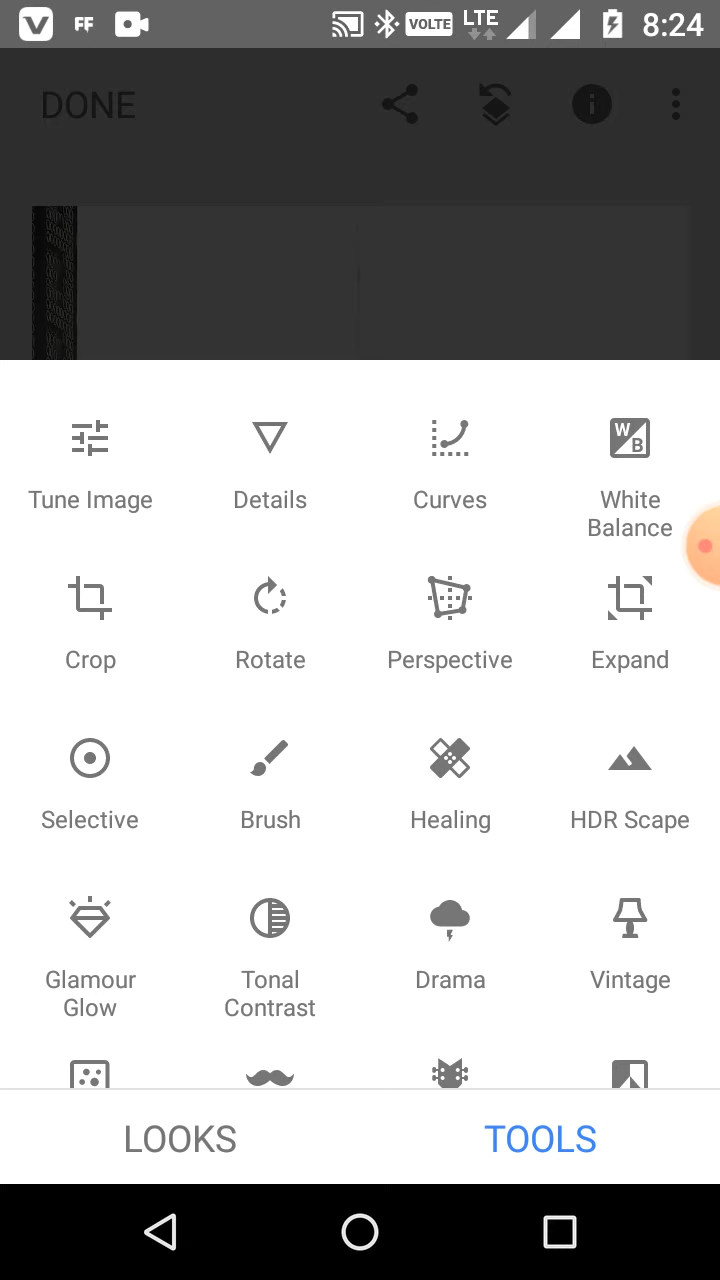 V FF VOLTE LTE 8:24
DONE
Tune Image Details Curves White
Balance
W
B
Crop Rotate Perspective Expand
Selective Brush Healing HDR Scape
Glamour Tonal Drama Vintage
Glow Contrast
LOOKS TOOLS